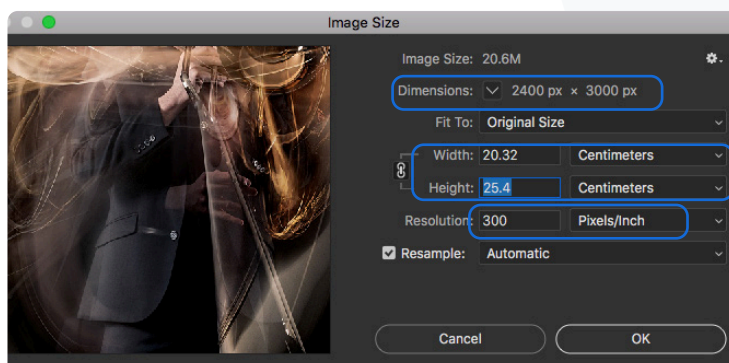 Image Size
Image Size: 20.6M
Dimensions: 2400 px × 3000 px
Fit To: Original Size
Width: 20.32 Centimeters
Height: 25.4 Centimeters
Resolution: 300 Pixels/Inch
Resample: Automatic
Cancel OK